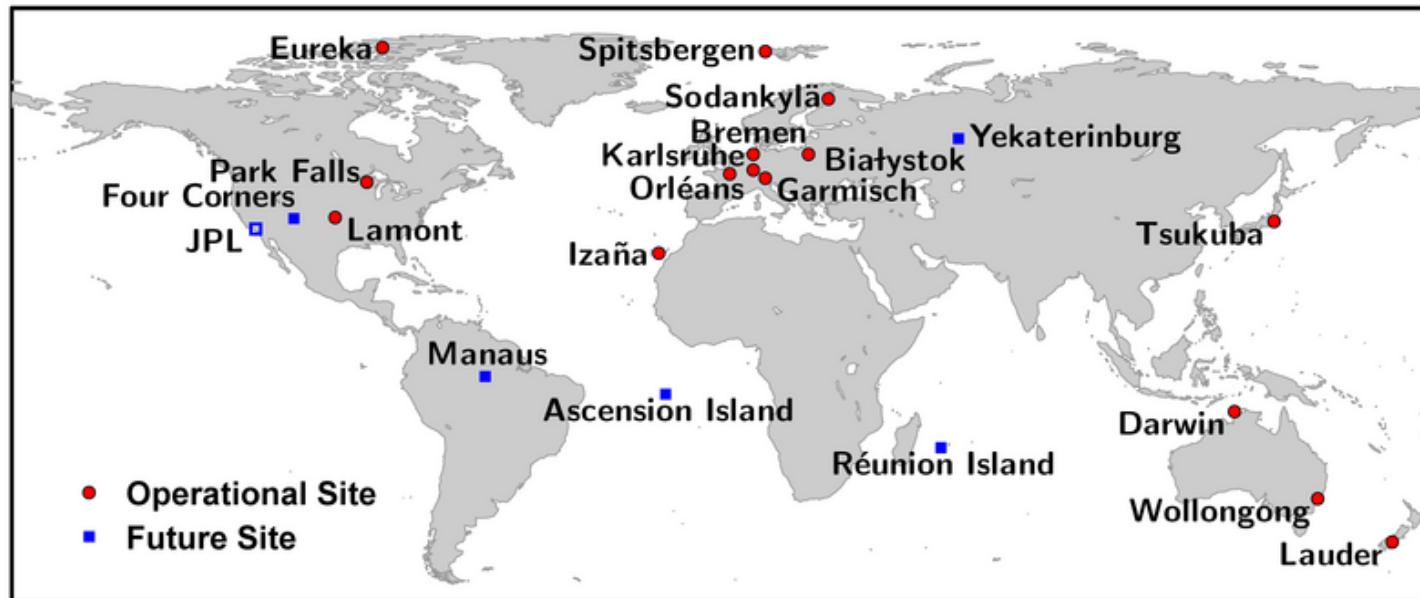 Eureka
Spitsbergen
Sodankylä
Bremen
Yekaterinburg
Karlsruhe
Białystok
Park Falls
Orléans
Garmisch
Four Corners
JPL
Lamont
Tsukuba
Izaña
Manaus
Ascension Island
Darwin
Réunion Island
Operational Site
Wollongong
Future Site
Lauder